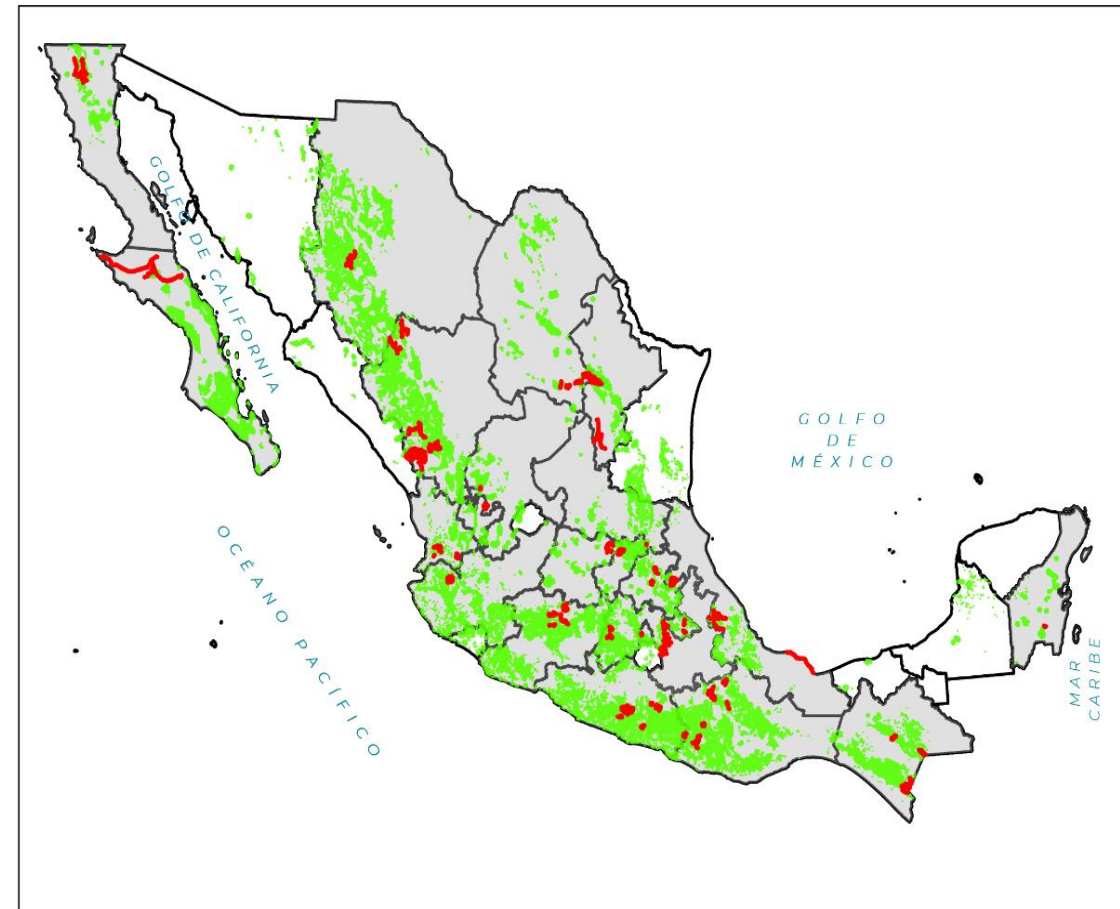 GOLFO DE CALIFORNIA
GOLFO
DE
MÉXICO
OCÉANO PACÍFICO
MAR
CARIBE